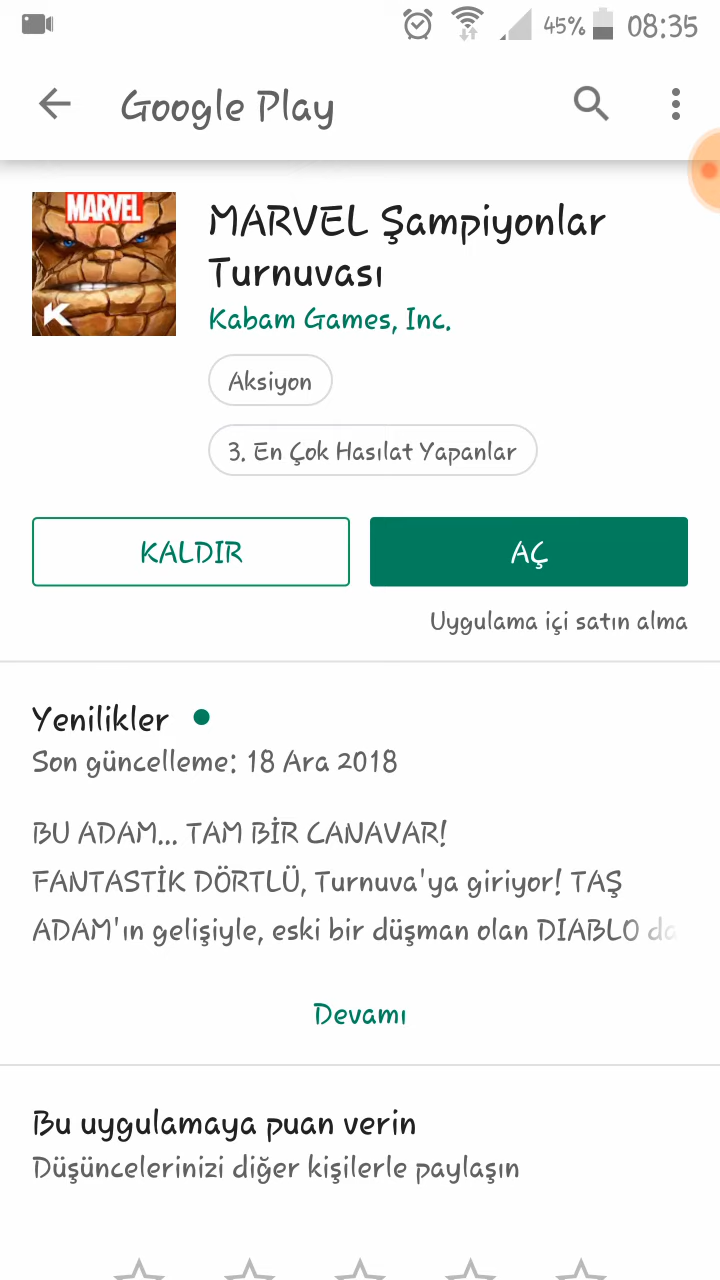 45% 08:35
Google Play
MARVEL
K
MARVEL Şampiyonlar
Turnuvası
Kabam Games, Inc.
Aksiyon
3. En Çok Hasılat Yapanlar
KALDIR
AÇ
Uygulama içi satın alma
Yenilikler
Son güncelleme: 18 Ara 2018
BU ADAM... TAM BİR CANAVAR!
FANTASTİK DÖRTLÜ, Turnuva'ya giriyor! TAŞ
ADAM'ın gelişiyle, eski bir düşman olan DIABLO da
Devamı
Bu uygulamaya puan verin
Düşüncelerinizi diğer kişilerle paylaşın